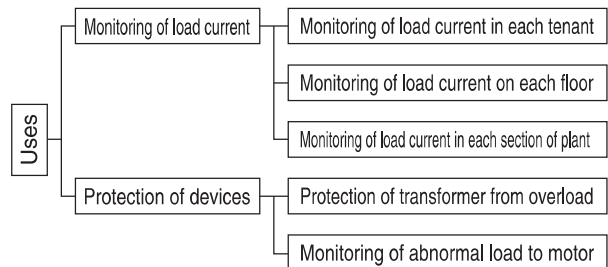 Uses
Monitoring of load current
Monitoring of load current in each tenant
Monitoring of load current on each floor
Monitoring of load current in each section of plant
Protection of devices
Protection of transformer from overload
Monitoring of abnormal load to motor